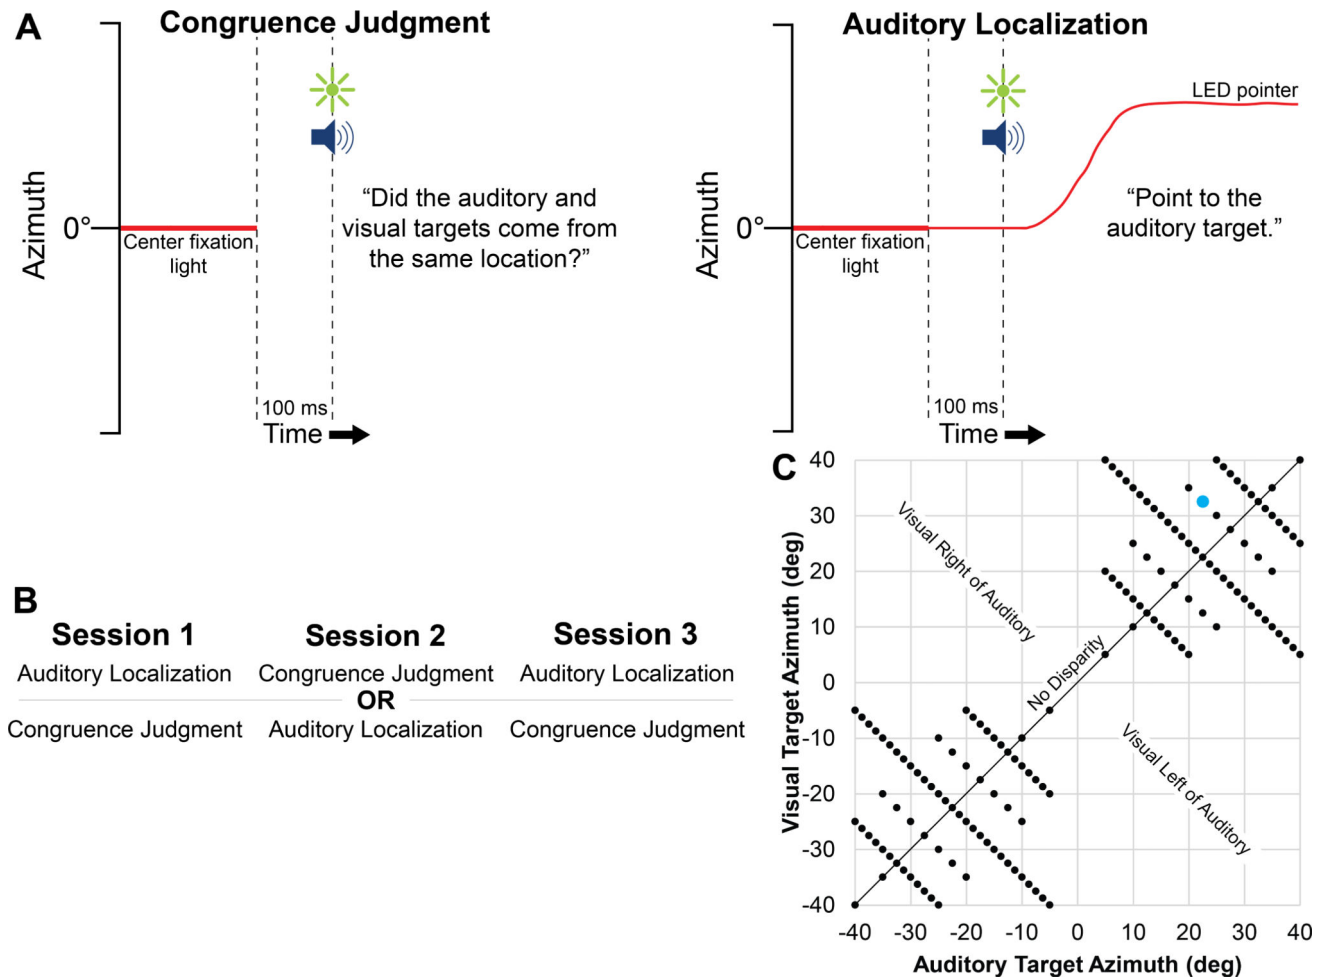 A
Congruence Judgment
Azimuth
0°
Center fixation
light
“Did the auditory and
visual targets come from
the same location?”
100 ms
Time
Auditory Localization
Azimuth
0°
Center fixation
light
LED pointer
“Point to the
auditory target.”
100 ms
Time
B
Session 1
Session 2
Session 3
Auditory Localization
Congruence Judgment
Auditory Localization
OR
Congruence Judgment
Auditory Localization
Congruence Judgment
C
Visual Target Azimuth (deg)
40
30
20
10
0
-10
-20
-30
-40
Visual Right of Auditory
No Disparity
Visual Left of Auditory
-40 -30 -20 -10 0 10 20 30 40
Auditory Target Azimuth (deg)